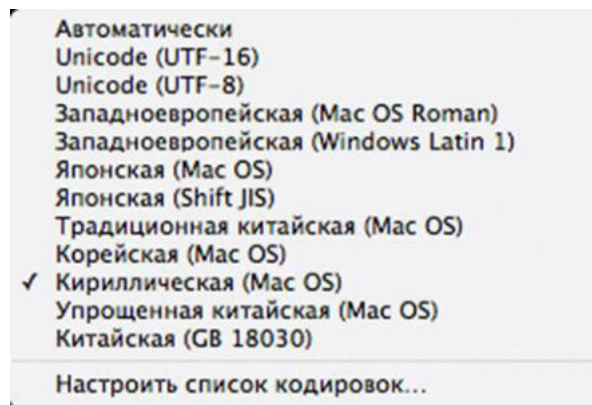 Автоматически
Unicode (UTF-16)
Unicode (UTF-8)
Западноевропейская (Mac OS Roman)
Западноевропейская (Windows Latin 1)
Японская (Mac OS)
Японская (Shift JIS)
Традиционная китайская (Mac OS)
Корейская (Mac OS)
✓ Кириллическая (Mac OS)
Упрощенная китайская (Mac OS)
Китайская (GB 18030)
Настроить список кодировок...